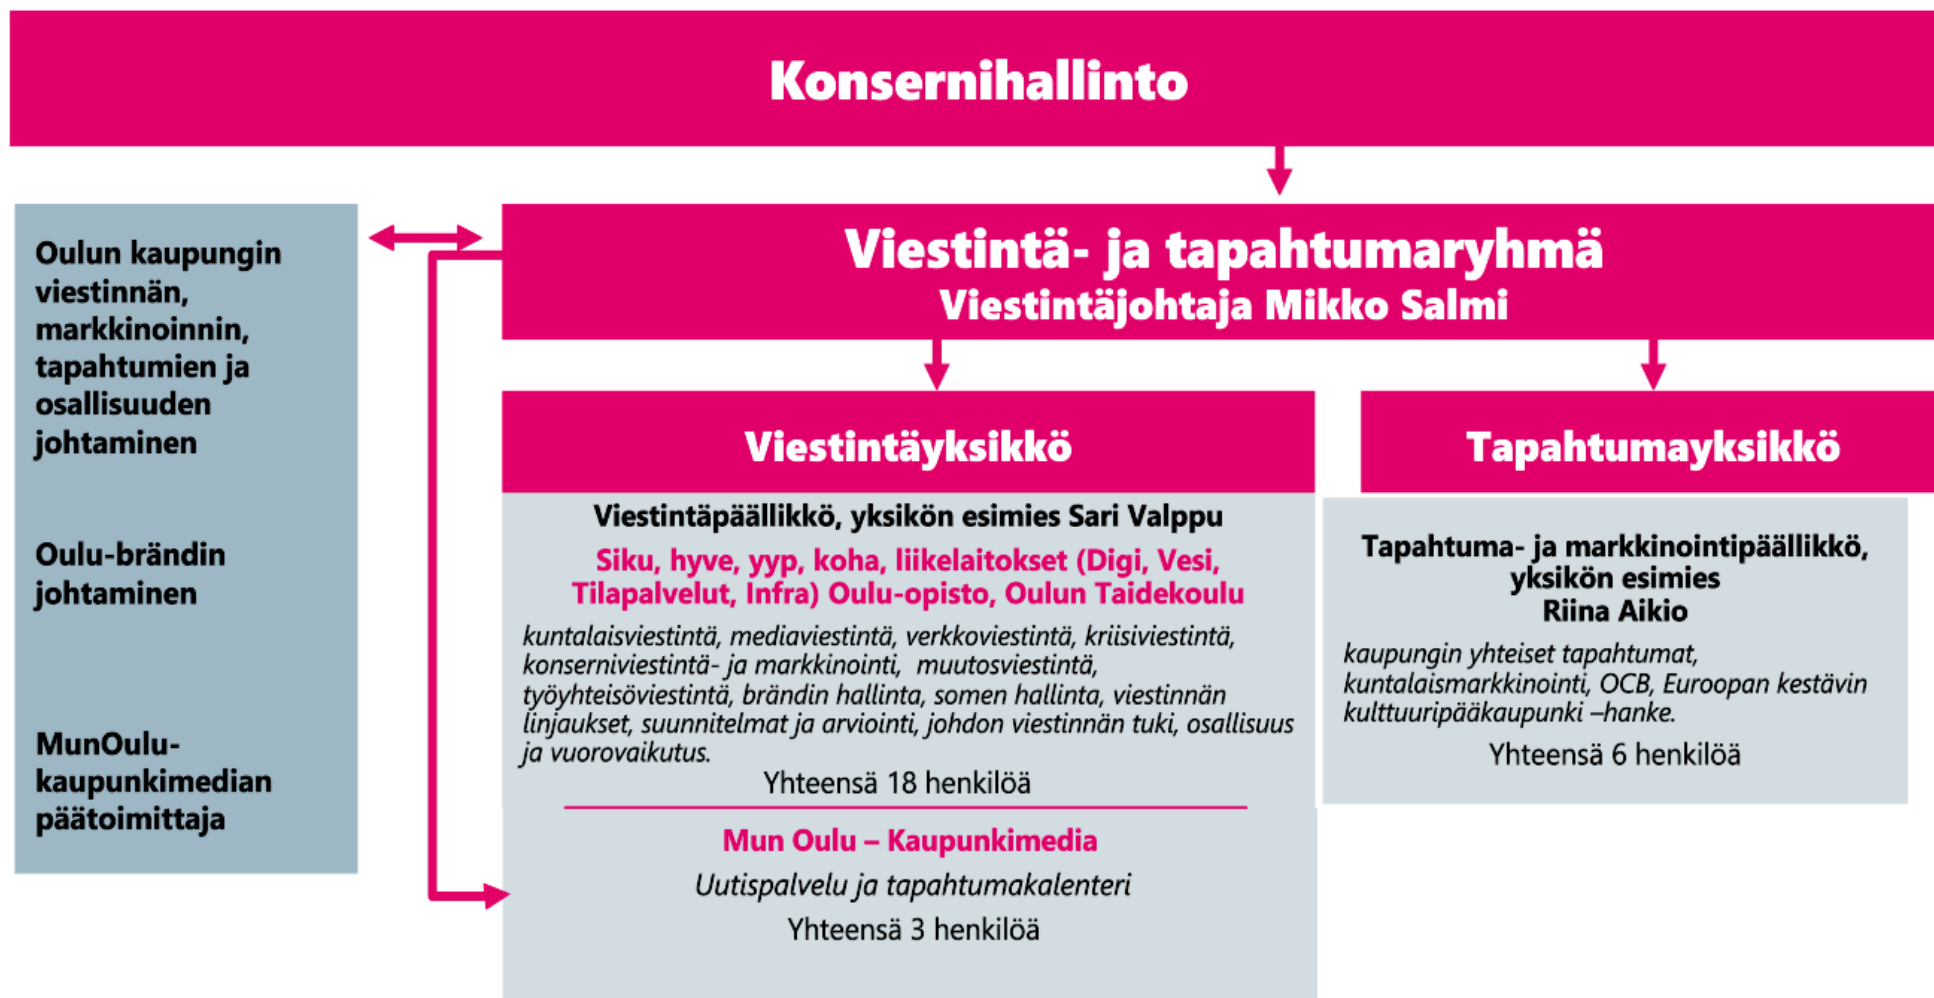 Konsernihallinto
Oulun kaupungin
viestinnän,
markkinoinnin,
tapahtumien ja
osallisuuden
johtaminen
Oulu-brändin
johtaminen
MunOulu-
kaupunkimedian
päätoimittaja
Viestintä- ja tapahtumaryhmä
Viestintäjohtaja Mikko Salmi
Viestintäyksikkö
Viestintäpäällikkö, yksikön esimies Sari Valppu
Siku, hyve, yyp, koha, liikelaitokset (Digi, Vesi,
Tilapalvelut, Infra) Oulu-opisto, Oulun Taidekoulu
kuntalaisviestintä, mediaviestintä, verkkoviestintä, kriisiviestintä,
konserniviestintä- ja markkinointi, muutosviestintä,
työyhteisöviestintä, brändin hallinta, somen hallinta, viestinnän
linjaukset, suunnitelmat ja arviointi, johdon viestinnän tuki, osallisuus
ja vuorovaikutus.
Yhteensä 18 henkilöä
Mun Oulu – Kaupunkimedia
Uutispalvelu ja tapahtumakalenteri
Yhteensä 3 henkilöä
Tapahtumayksikkö
Tapahtuma- ja markkinointipäällikkö,
yksikön esimies
Riina Aikio
kaupungin yhteiset tapahtumat,
kuntalaismarkkinointi, OCB, Euroopan kestävin
kulttuuripääkaupunki –hanke.
Yhteensä 6 henkilöä